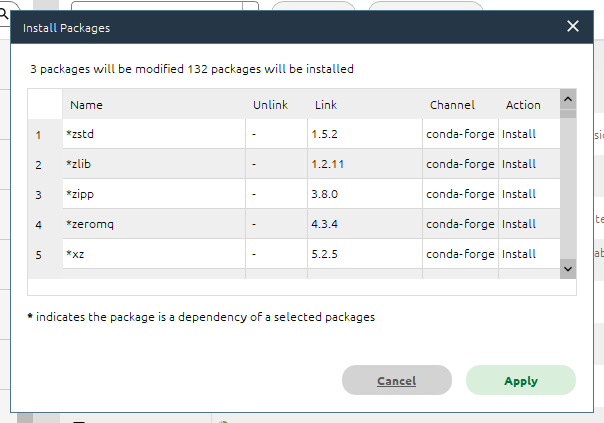 Install Packages
3 packages will be modified 132 packages will be installed
Name Unlink Link Channel Action
1 *zstd - 1.5.2 conda-forge Install
2 *zlib - 1.2.11 conda-forge Install
3 *zipp - 3.8.0 conda-forge Install
4 *zeromq - 4.3.4 conda-forge Install
5 *xz - 5.2.5 conda-forge Install
* indicates the package is a dependency of a selected packages
Cancel Apply